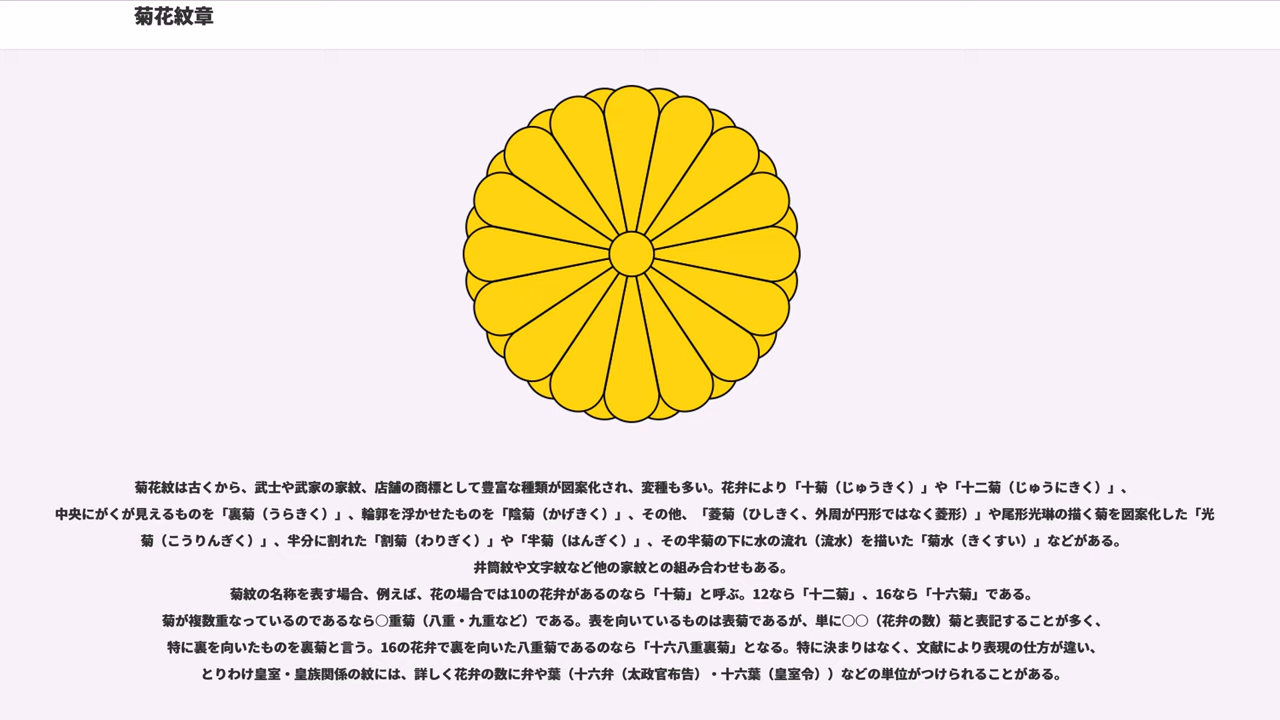 菊花紋章
菊花紋は古くから、武士や武家の家紋、店舗の商標として豊富な種類が図案化され、変種も多い。花弁により「十菊（じゅうきく）」や「十二菊（じゅうにきく）」、
中央にがくが見えるものを「裏菊（うらきく）」、輪郭を浮かせたものを「陰菊（かげきく）」、その他、「菱菊（ひしきく、外周が円形ではなく菱形）」や尾形光琳の描く菊を図案化した「光
菊（こうりんぎく）」、半分に割れた「割菊（わりぎく）」や「半菊（はんぎく）」、その半菊の下に水の流れ（流水）を描いた「菊水（きくすい）」などがある。
井筒紋や文字紋など他の家紋との組み合わせもある。
菊紋の名称を表す場合、例えば、花の場合では10の花弁があるのなら「十菊」と呼ぶ。12なら「十二菊」、16なら「十六菊」である。
菊が複数重なっているのであるなら○重菊（八重・九重など）である。表を向いているものは表菊であるが、単に○○（花弁の数）菊と表記することが多く、
特に裏を向いたものを裏菊と言う。16の花弁で裏を向いた八重菊であるのなら「十六八重裏菊」となる。特に決まりはなく、文献により表現の仕方が違い、
とりわけ皇室・皇族関係の紋には、詳しく花弁の数に弁や葉（十六弁（太政官布告）・十六葉（皇室令））などの単位がつけられることがある。